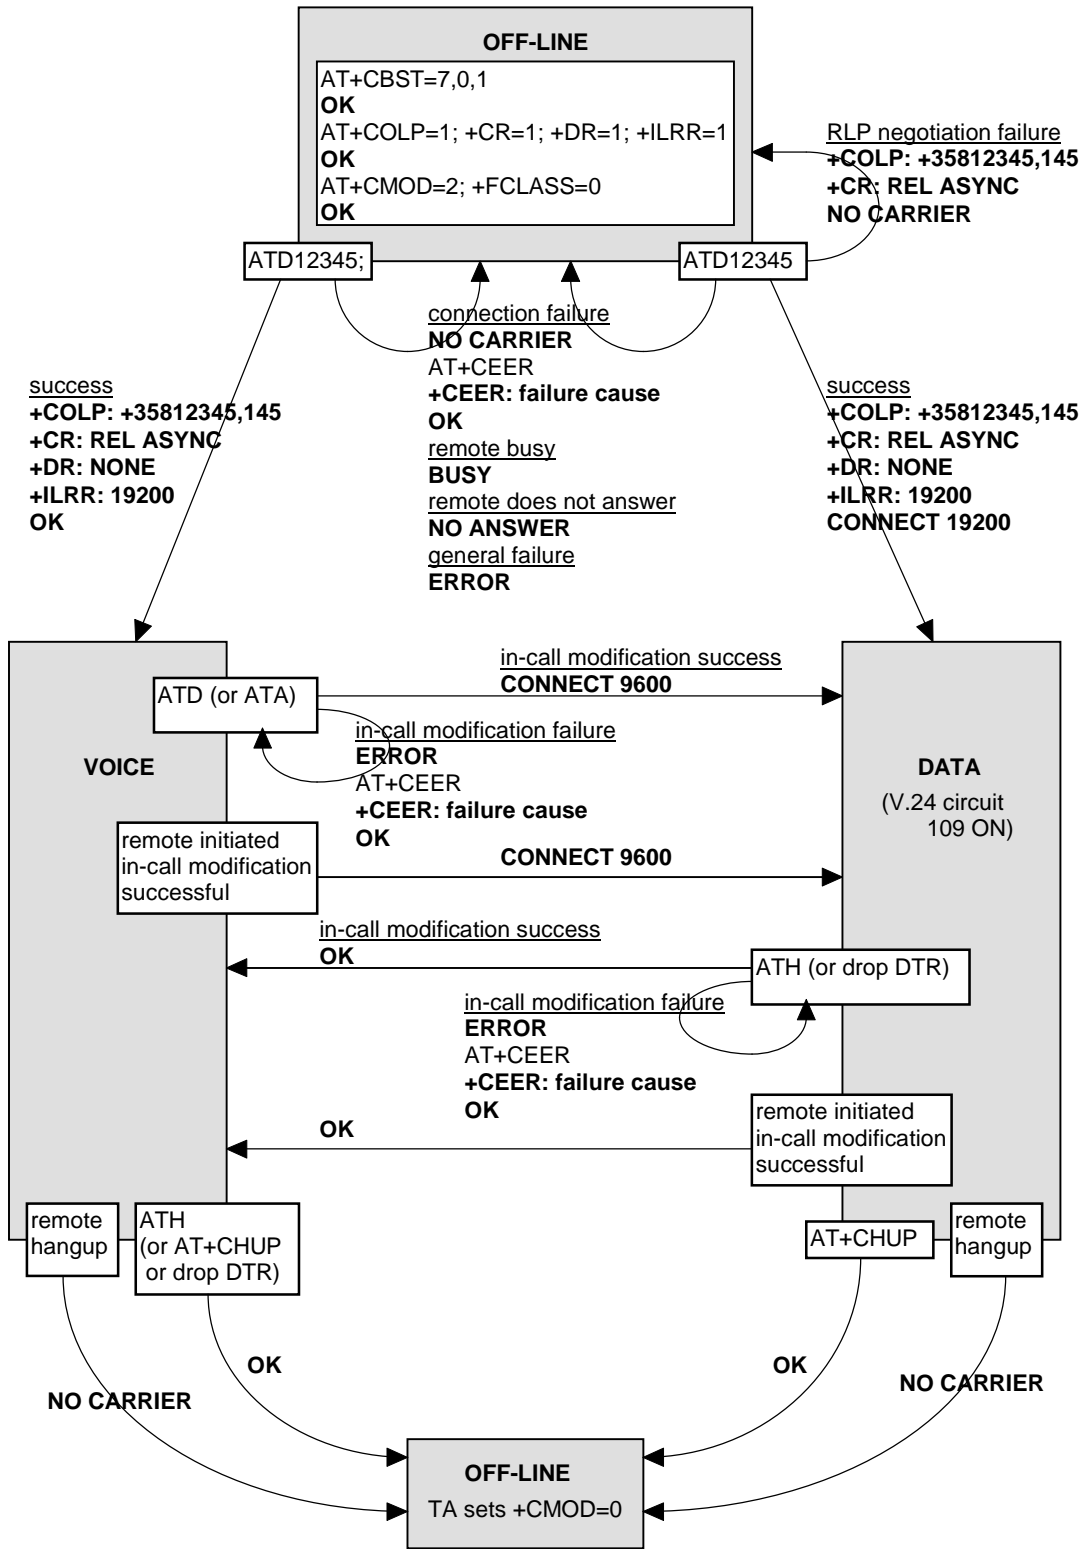 OFF-LINE
AT+CBST=7,0,1
OK
AT+COLP=1; +CR=1; +DR=1; +ILRR=1
OK
AT+CMOD=2; +FCLASS=0
OK
RLP negotiation failure
+COLP: +35812345,145
+CR: REL ASYNC
NO CARRIER
ATD12345;
ATD12345
connection failure
NO CARRIER
AT+CEER
+CEER: failure cause
OK
remote busy
BUSY
remote does not answer
NO ANSWER
general failure
ERROR
success
+COLP: +35812345,145
+CR: REL ASYNC
+DR: NONE
+ILRR: 19200
OK
success
+COLP: +35812345,145
+CR: REL ASYNC
+DR: NONE
+ILRR: 19200
CONNECT 19200
VOICE
ATD (or ATA)
in-call modification success
CONNECT 9600
in-call modification failure
ERROR
AT+CEER
+CEER: failure cause
OK
DATA
(V.24 circuit
109 ON)
remote initiated
in-call modification
successful
CONNECT 9600
in-call modification success
OK
ATH (or drop DTR)
in-call modification failure
ERROR
AT+CEER
+CEER: failure cause
OK
remote initiated
in-call modification
successful
OK
remote
hangup
ATH
(or AT+CHUP
or drop DTR)
AT+CHUP
remote
hangup
OK
OK
NO CARRIER
NO CARRIER
OFF-LINE
TA sets +CMOD=0